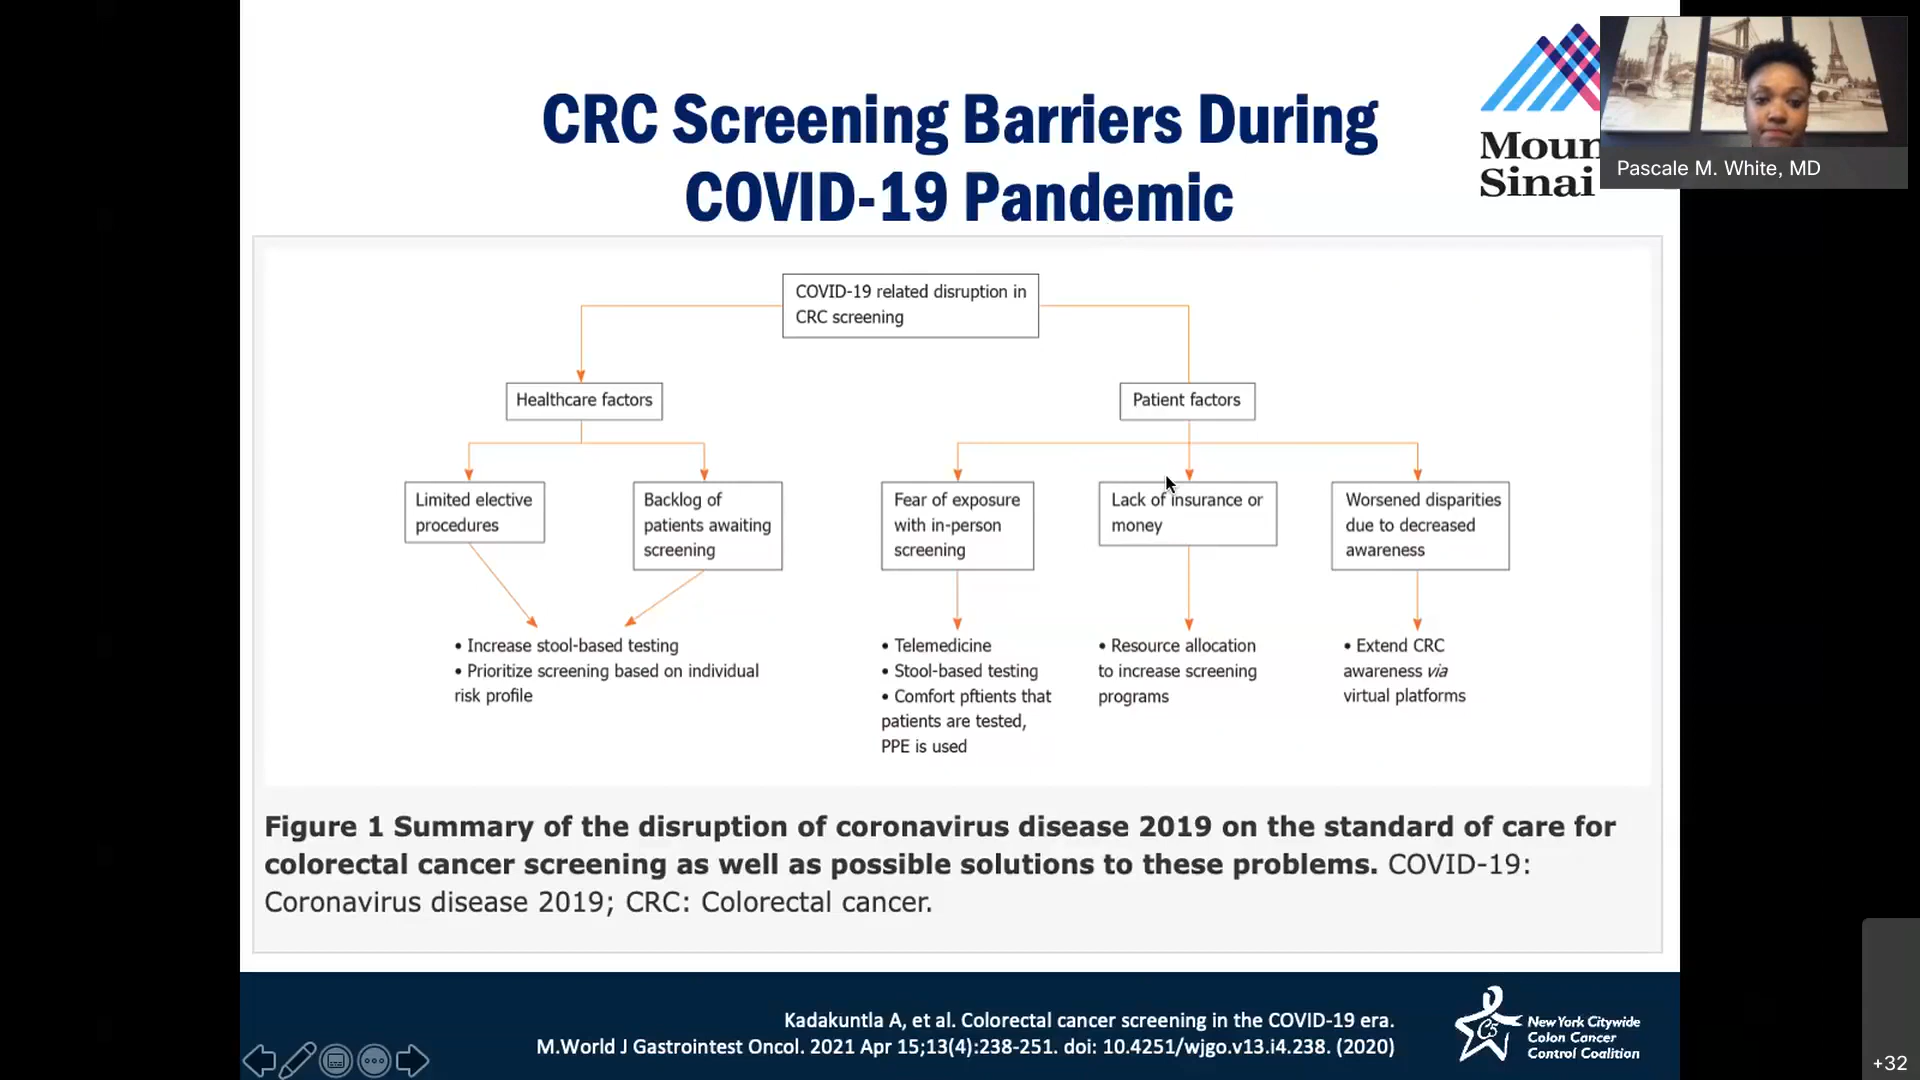 CRC Screening Barriers During
COVID-19 Pandemic
Sinai
Pascale M. White, MD
COVID-19 related disruption in
CRC screening
Healthcare factors
Patient factors
Limited elective
procedures
Backlog of
patients awaiting
screening
Fear of exposure
with in-person
screening
Lack of insurance or
money
Worsened disparities
due to decreased
awareness
• Increase stool-based testing
• Prioritize screening based on individual
risk profile
• Telemedicine
• Stool-based testing
• Comfort pftients that
patients are tested,
PPE is used
• Resource allocation
to increase screening
programs
• Extend CRC
awareness via
virtual platforms
Figure 1 Summary of the disruption of coronavirus disease 2019 on the standard of care for
colorectal cancer screening as well as possible solutions to these problems. COVID-19:
Coronavirus disease 2019; CRC: Colorectal cancer.
Kadakuntla A, et al. Colorectal cancer screening in the COVID-19 era.
M.World J Gastrointest Oncol. 2021 Apr 15;13(4):238-251. doi: 10.4251/wjgo.v13.i4.238. (2020)
C5
New York Citywide
Colon Cancer
Control Coalition
+32